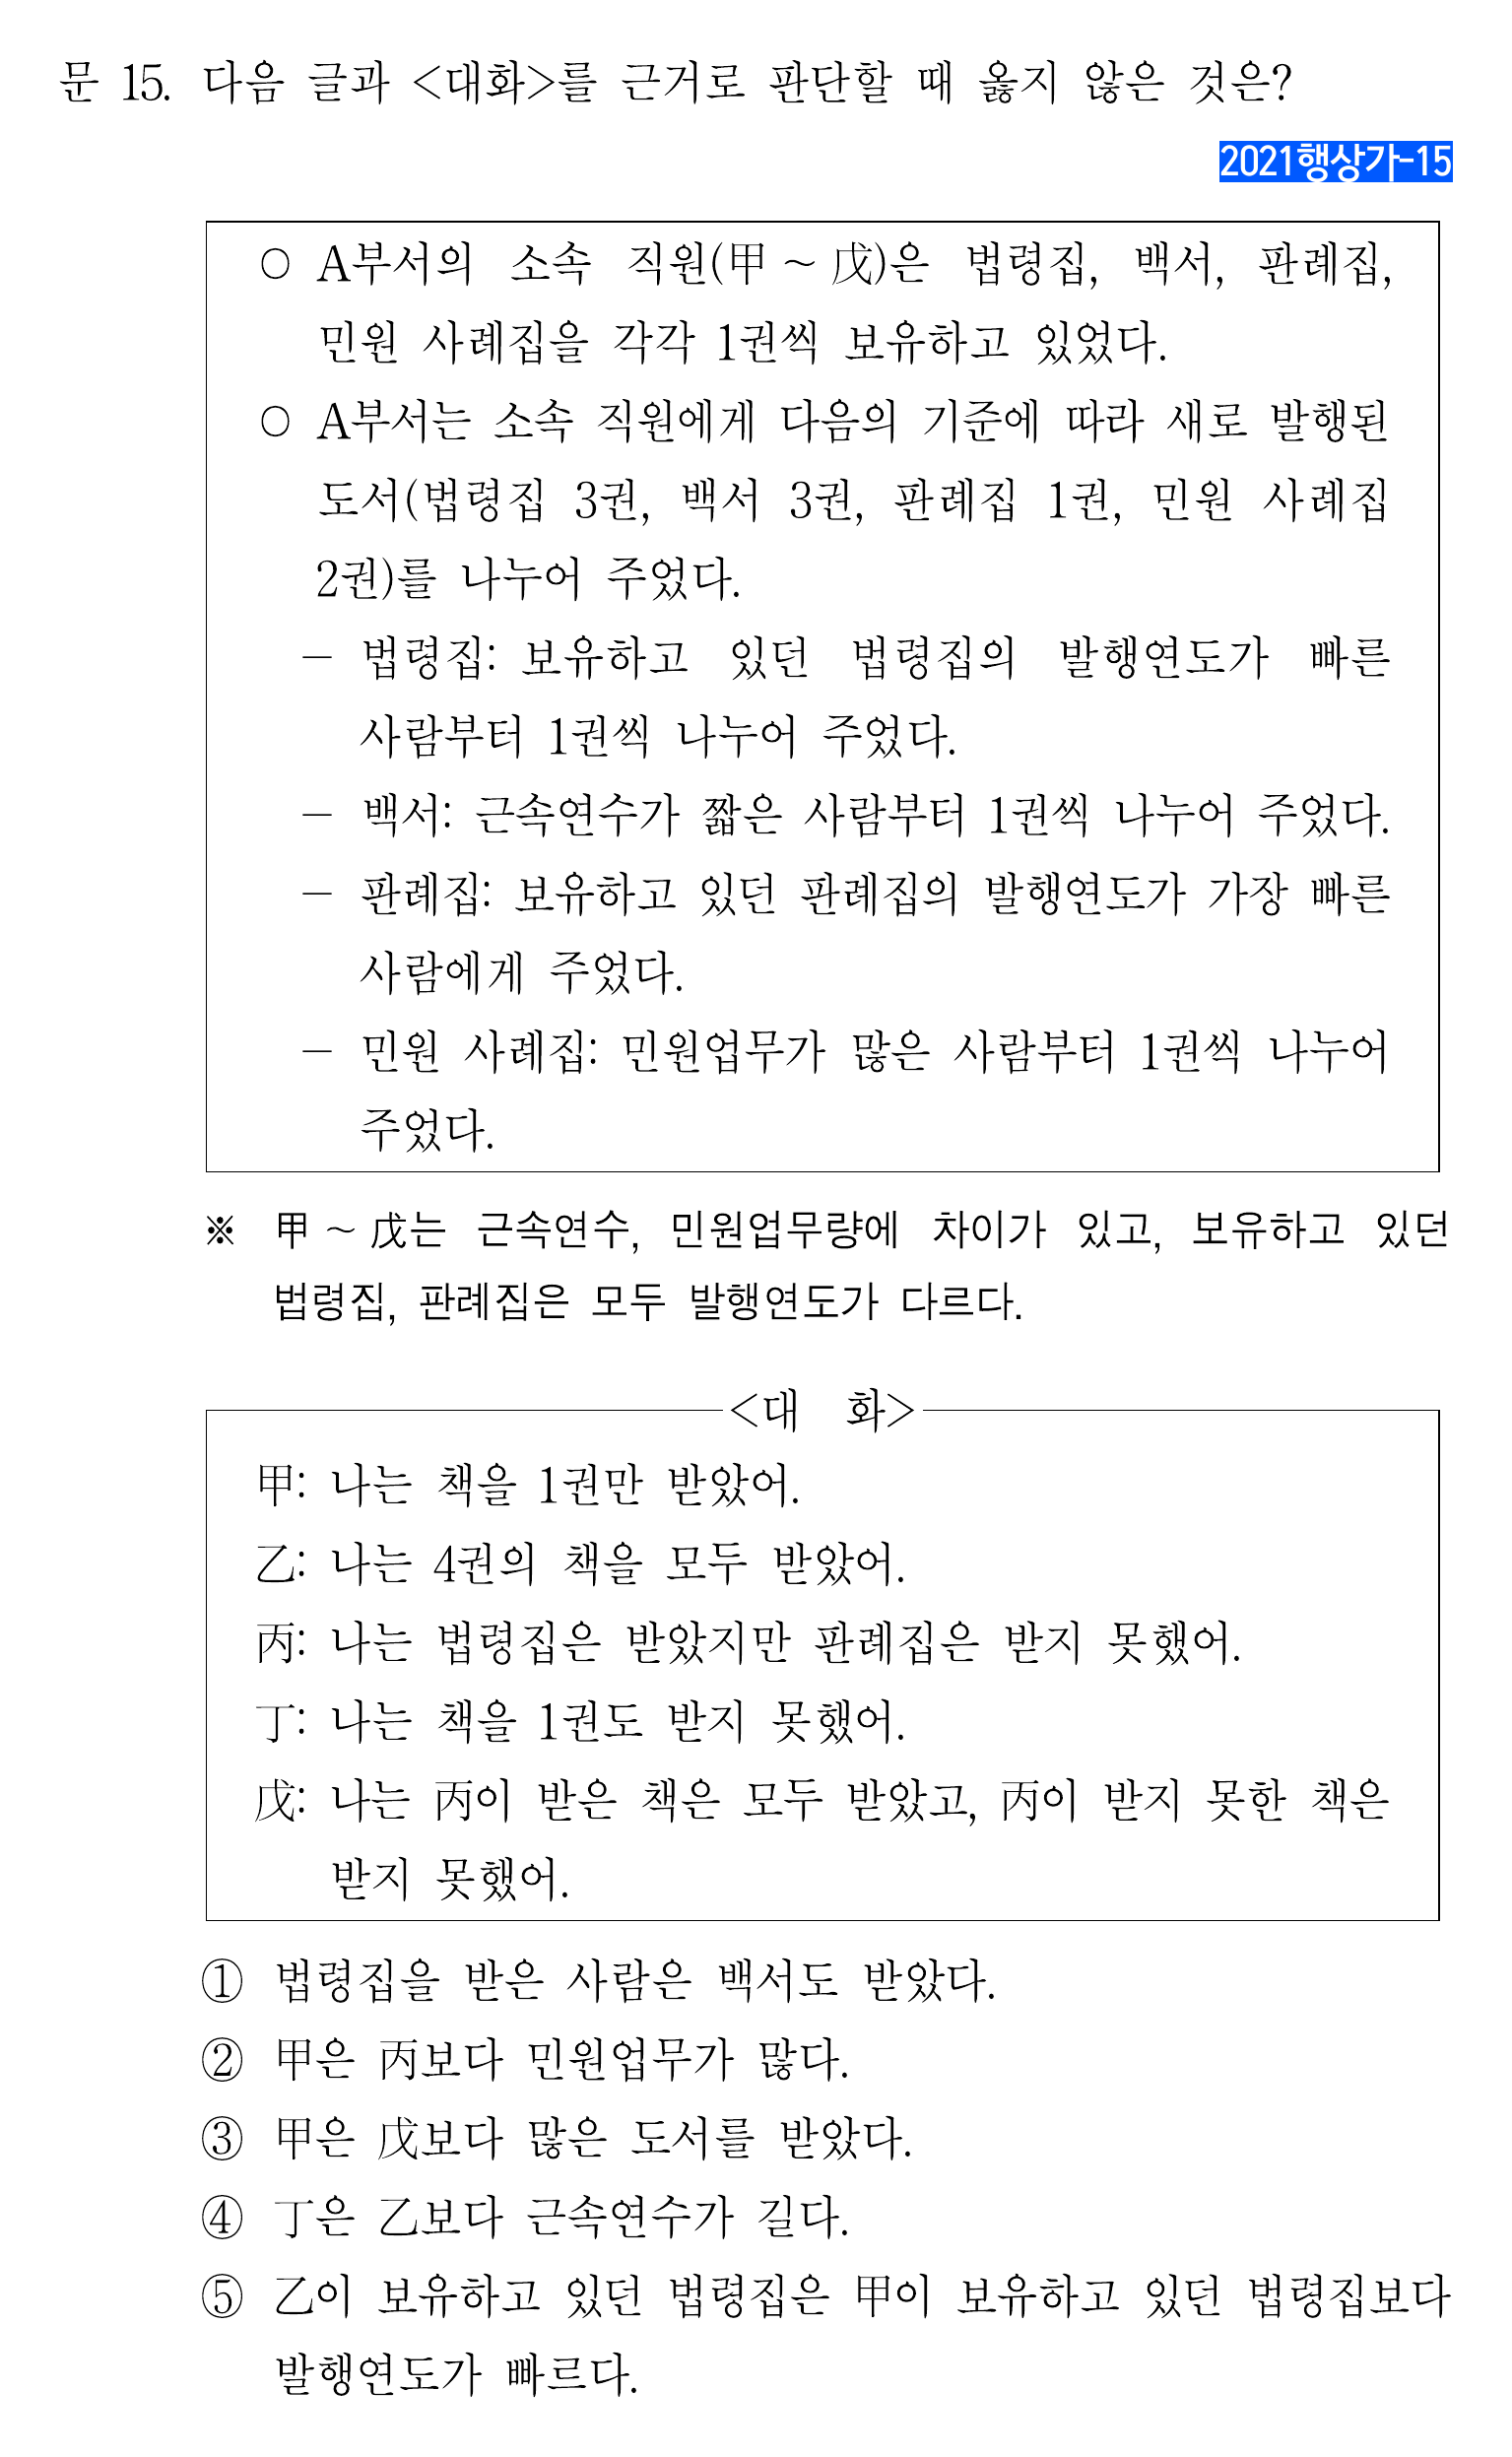 문 15. 다음 글과 <대화>를 근거로 판단할 때 옳지 않은 것은?
2021행상가-15
○ A부서의 소속 직원(甲 ~ 戊)은 법령집, 백서, 판례집,
민원 사례집을 각각 1권씩 보유하고 있었다.
○ A부서는 소속 직원에게 다음의 기준에 따라 새로 발행된
도서(법령집 3권, 백서 3권, 판례집 1권, 민원 사례집
2권)를 나누어 주었다.
- 법령집: 보유하고 있던 법령집의 발행연도가 빠른
사람부터 1권씩 나누어 주었다.
- 백서: 근속연수가 짧은 사람부터 1권씩 나누어 주었다.
- 판례집: 보유하고 있던 판례집의 발행연도가 가장 빠른
사람에게 주었다.
- 민원 사례집: 민원업무가 많은 사람부터 1권씩 나누어
주었다.
※ 甲 ~ 戊는 근속연수, 민원업무량에 차이가 있고, 보유하고 있던
법령집, 판례집은 모두 발행연도가 다르다.
<대 화>
甲: 나는 책을 1권만 받았어.
乙: 나는 4권의 책을 모두 받았어.
丙: 나는 법령집은 받았지만 판례집은 받지 못했어.
丁: 나는 책을 1권도 받지 못했어.
戊: 나는 丙이 받은 책은 모두 받았고, 丙이 받지 못한 책은
받지 못했어.
① 법령집을 받은 사람은 백서도 받았다.
② 甲은 丙보다 민원업무가 많다.
③ 甲은 戊보다 많은 도서를 받았다.
④ 丁은 乙보다 근속연수가 길다.
⑤ 乙이 보유하고 있던 법령집은 甲이 보유하고 있던 법령집보다
발행연도가 빠르다.